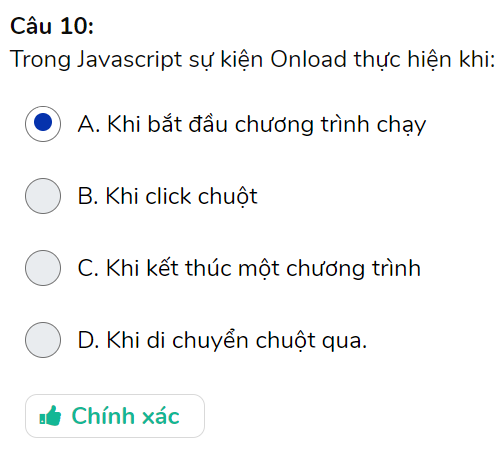 Câu 10:
Trong Javascript sự kiện Onload thực hiện khi:
A. Khi bắt đầu chương trình chạy
B. Khi click chuột
C. Khi kết thúc một chương trình
D. Khi di chuyển chuột qua.
Chính xác